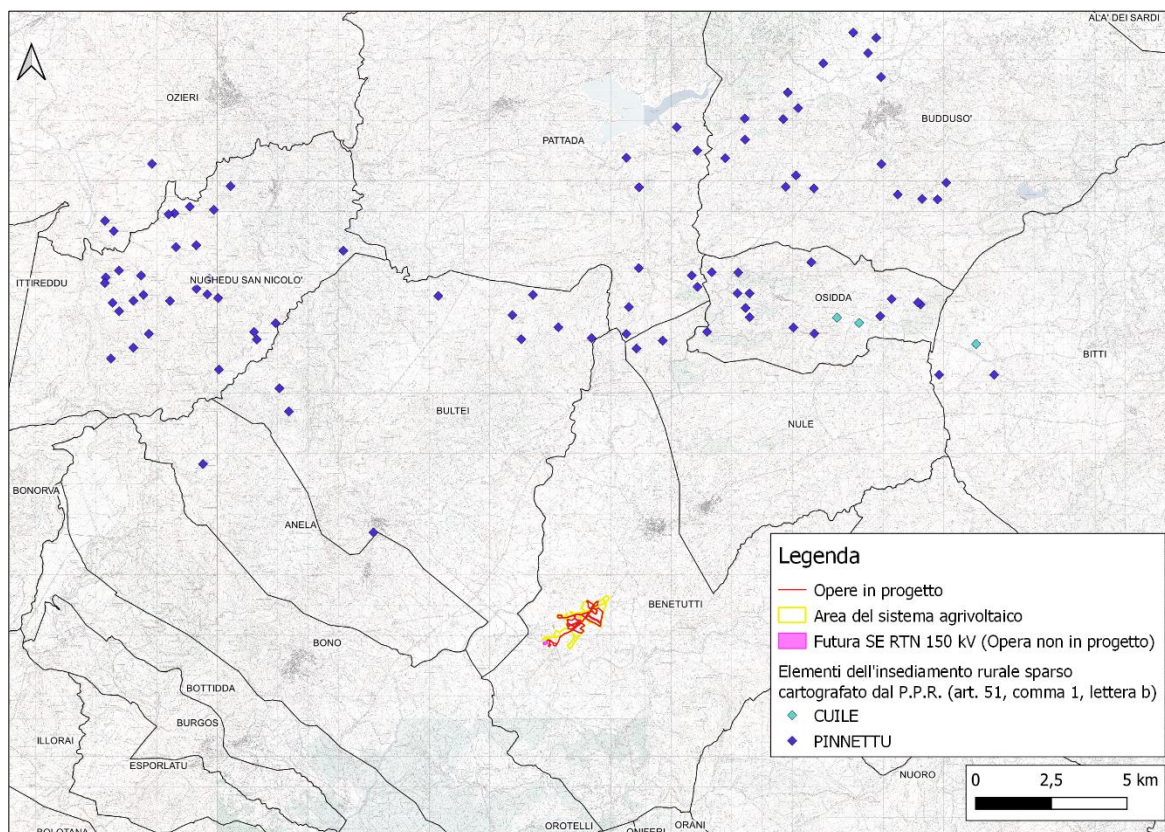 ALA' DEI SARDI
OZIERI
BUDDUSO'
PATTADA
ITTIREDDU
NUGHEDU SAN NICOLO'
OSIDDA
BITTI
BULTEI
NULE
BONORVA
ANELA
BENETUTTI
BONO
BOTTIDDA
BURGOS
ILLORAI
ESPORLATU
NUORO
OROTELLI
ONIFERI
ORANI
BOLOTANA
Legenda
Opere in progetto
Area del sistema agrivoltaico
Futura SE RTN 150 kV (Opera non in progetto)
Elementi dell'insediamento rurale sparso
cartografato dal P.P.R. (art. 51, comma 1, lettera b)
CUILE
PINNETTU
0 2,5 5 km